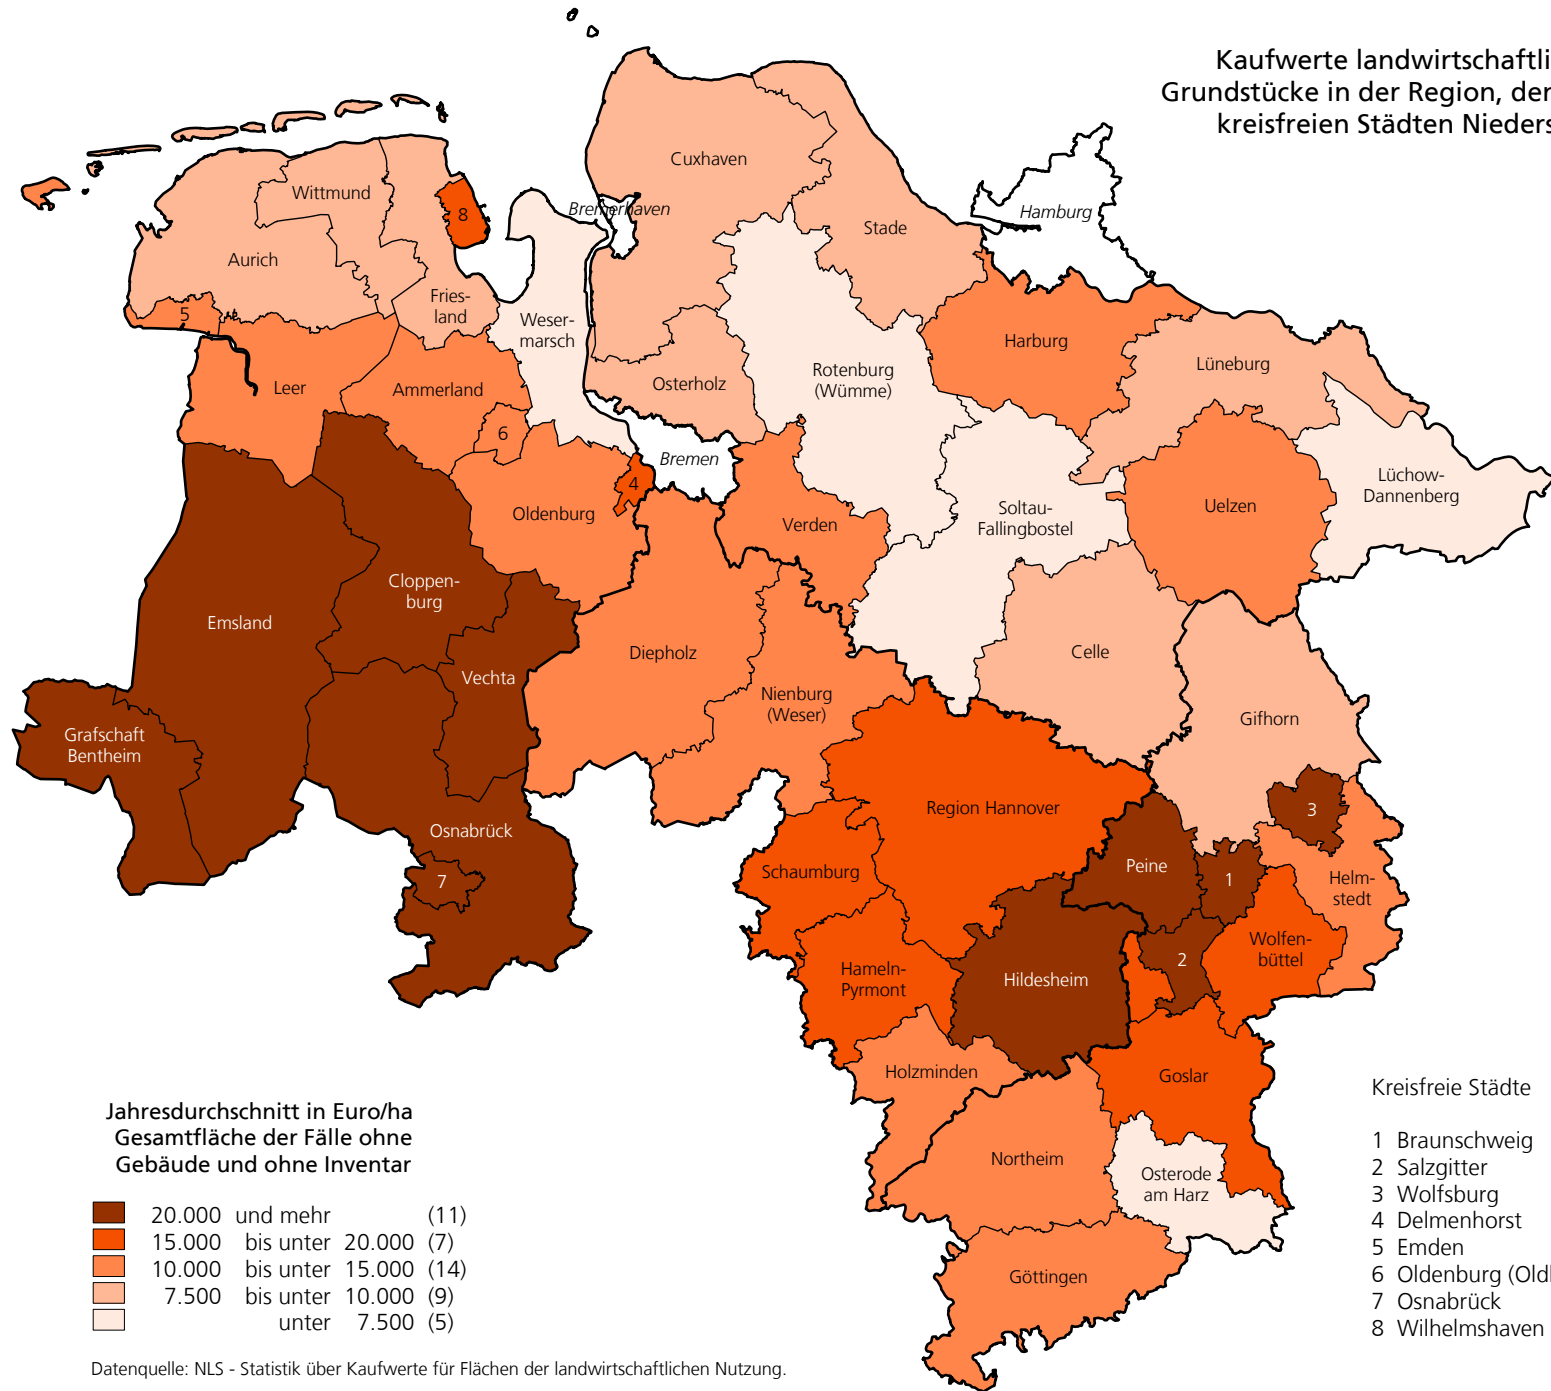 Kaufwerte landwirtschaftli
Grundstücke in der Region, den
kreisfreien Städten Nieders
Cuxhaven
Wittmund
8
Bremerhaven
Hamburg
Stade
Aurich
Fries-
land
5
Weser-
marsch
Harburg
Lüneburg
Rotenburg
(Wümme)
Osterholz
Leer
Ammerland
6
Bremen
4
Lüchow-
Dannenberg
Oldenburg
Verden
Soltau-
Fallingbostel
Uelzen
Cloppen-
burg
Emsland
Diepholz
Celle
Vechta
Nienburg
(Weser)
Gifhorn
Grafschaft
Bentheim
Region Hannover
3
Osnabrück
Peine
Schaumburg
7
1
Helm-
stedt
Wolfen-
büttel
2
Hameln-
Pyrmont
Hildesheim
Holzminden
Goslar
Northeim
Osterode
am Harz
Göttingen
Kreisfreie Städte
1 Braunschweig
2 Salzgitter
3 Wolfsburg
4 Delmenhorst
5 Emden
6 Oldenburg (Oldb
7 Osnabrück
8 Wilhelmshaven
Jahresdurchschnitt in Euro/ha
Gesamtfläche der Fälle ohne
Gebäude und ohne Inventar
20.000 und mehr (11)
15.000 bis unter 20.000 (7)
10.000 bis unter 15.000 (14)
7.500 bis unter 10.000 (9)
unter 7.500 (5)
Datenquelle: NLS - Statistik über Kaufwerte für Flächen der landwirtschaftlichen Nutzung.